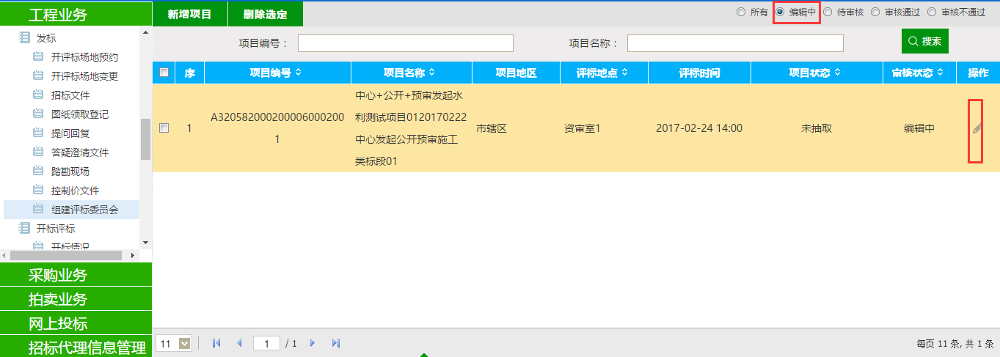 工程业务
发标
开评标场地预约
开评标场地变更
招标文件
图纸领取登记
提问回复
答疑澄清文件
踏勘现场
控制价文件
组建评标委员会
开标评标
开标情况
采购业务
拍卖业务
网上投标
招标代理信息管理
新增项目 删除选定
所有 编辑中 待审核 审核通过 审核不通过
项目编号： 项目名称： 搜索
序 项目编号 项目名称 项目地区 评标地点 评标时间 项目状态 审核状态 操作
中心+公开+预审发起水
A320582000200006000200 利测试项目0120170222
1 市辖区 资审室1 2017-02-24 14:00 未抽取 编辑中
1 中心发起公开预审施工
类标段01
11 1 / 1 每页 11 条, 共 1 条